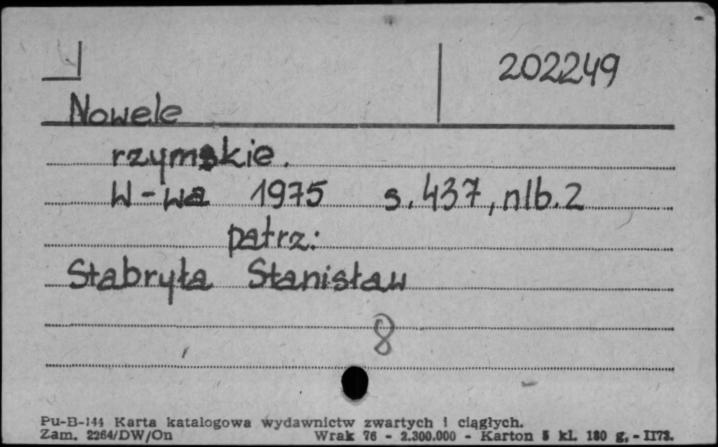 202249
Nowele
rzymskie.
W-wa 1975 s. 437, nlb. 2
patrz:
Stabryła Stanisław
8
Pu-B-144 Karta katalogowa wydawnictw zwartych i ciągłych.
Zam. 2264/DW/On Wrak 76 - 2.300.000 - Karton 5 kl. 180 g. - II73.